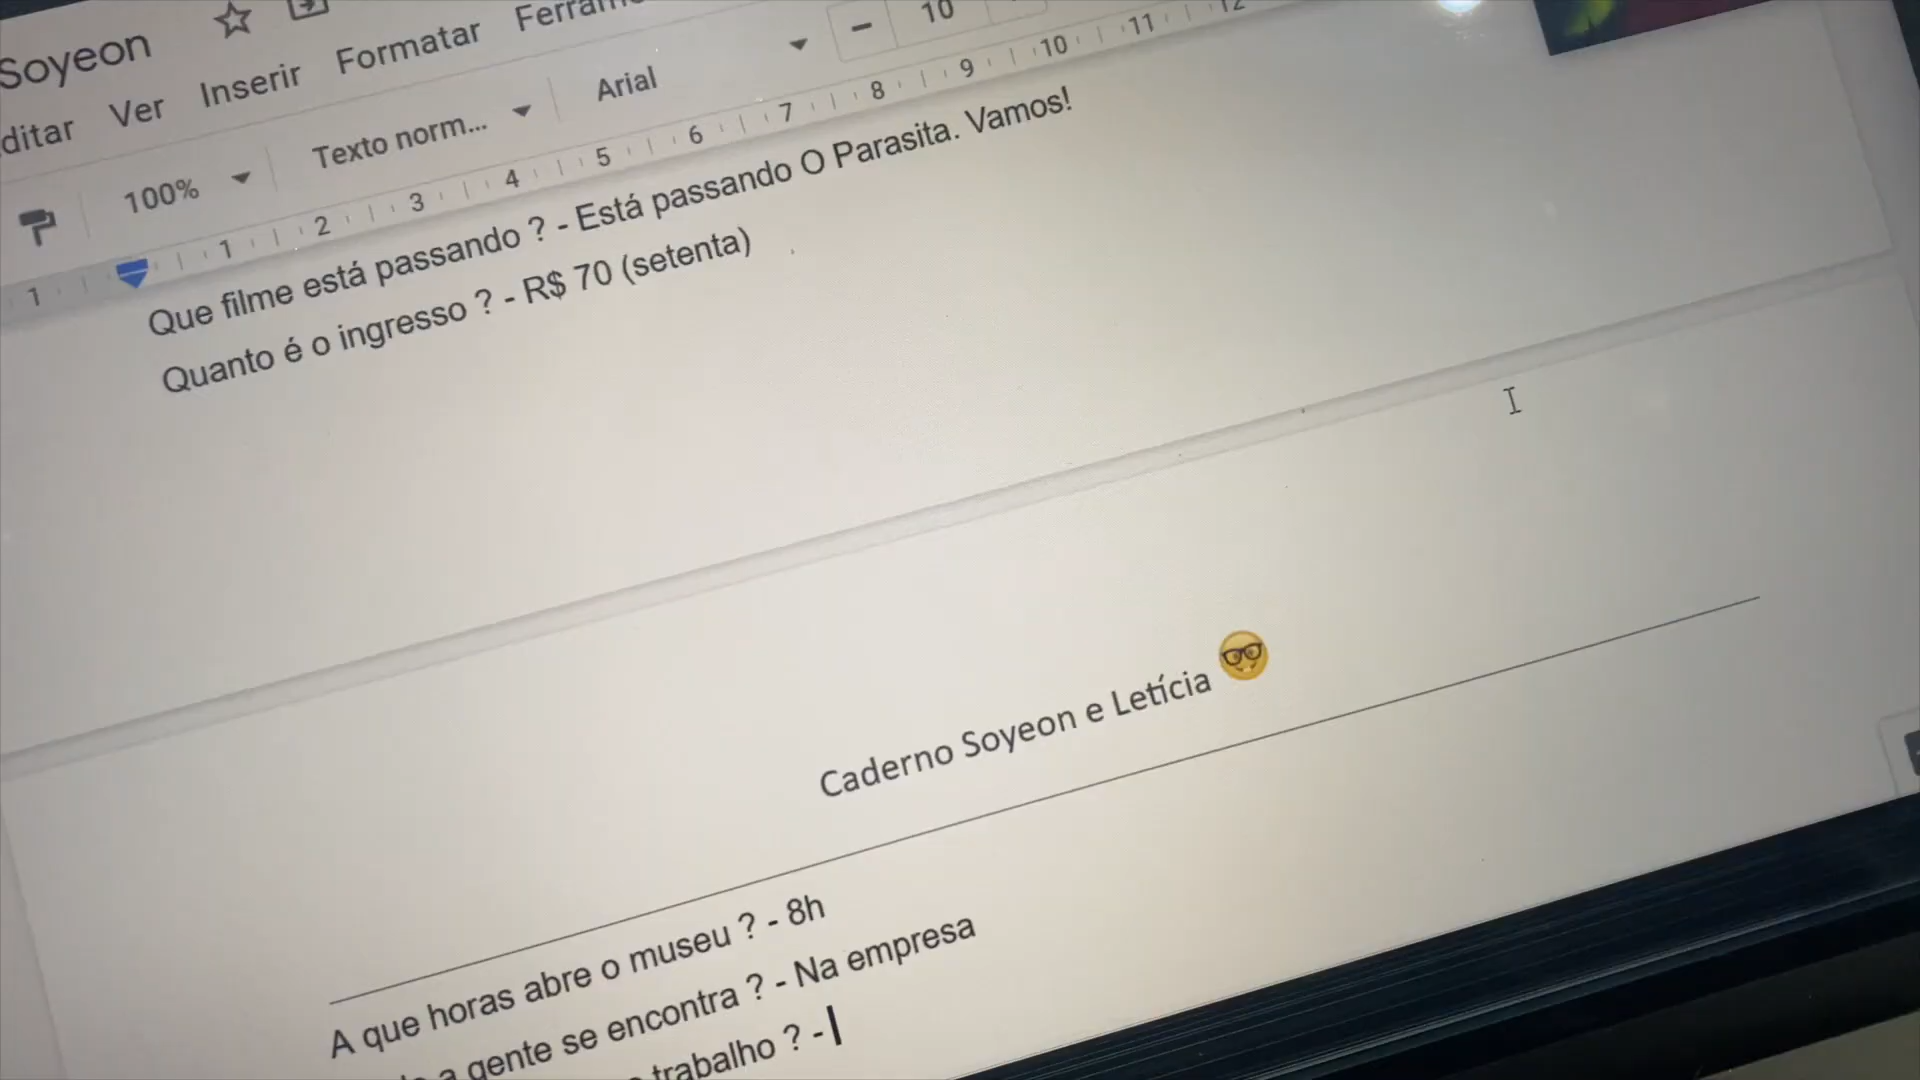 Soyeon
Ver Inserir Formatar
100% Texto norm... Arial 10
1 1 2 3 4 5 6 7 8 9 10 11 12
Que filme está passando ? - Está passando O Parasita. Vamos!
Quanto é o ingresso ? - R$ 70 (setenta)
Caderno Soyeon e Letícia 🤓
A que horas abre o museu ? - 8h
a gente se encontra ? - Na empresa
trabalho ? -